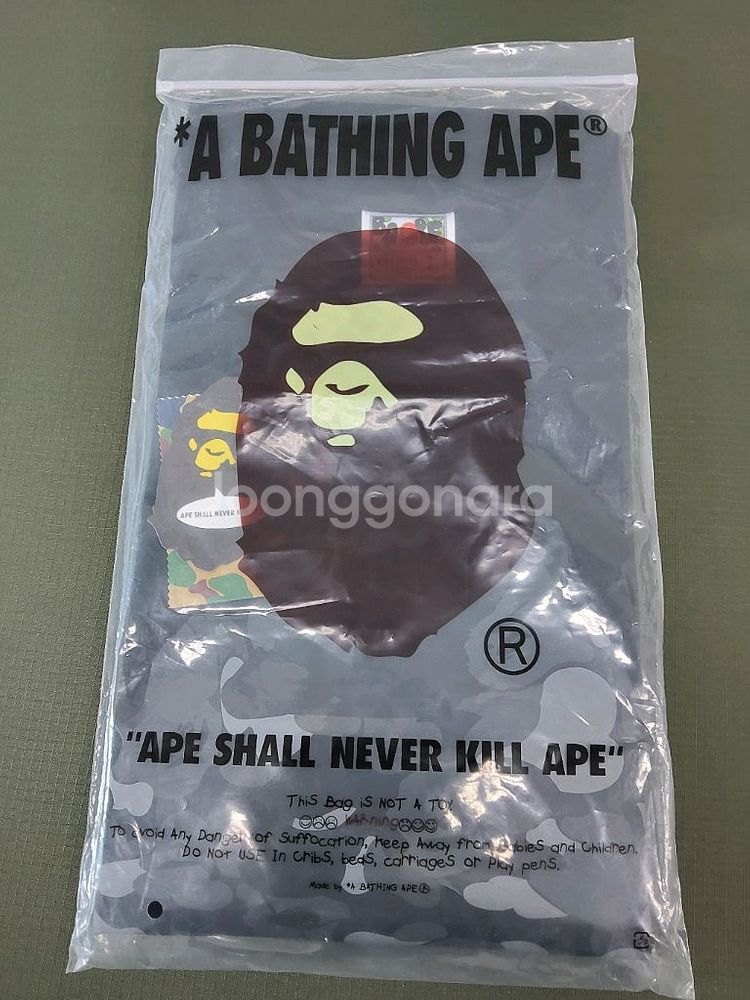 *A BATHING APE®
APE SHALL NEVER
Joonggonara
®
"APE SHALL NEVER KILL APE"
This Bag is NOT A TOY
WARNING
To avoid Any Danger of Suffocation, Keep Away from Babies and Children.
Do NOT USE In Cribs, beds, carriages or Play pens.
Made by *A BATHING APE®